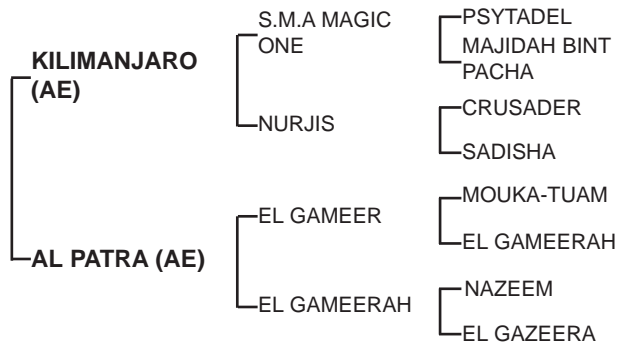 S.M.A MAGIC
ONE
PSYTADEL
MAJIDAH BINT
PACHA
KILIMANJARO
(AE)
NURJIS
CRUSADER
SADISHA
AL PATRA (AE)
EL GAMEER
MOUKA-TUAM
EL GAMEERAH
EL GAMEERAH
NAZEEM
EL GAZEERA